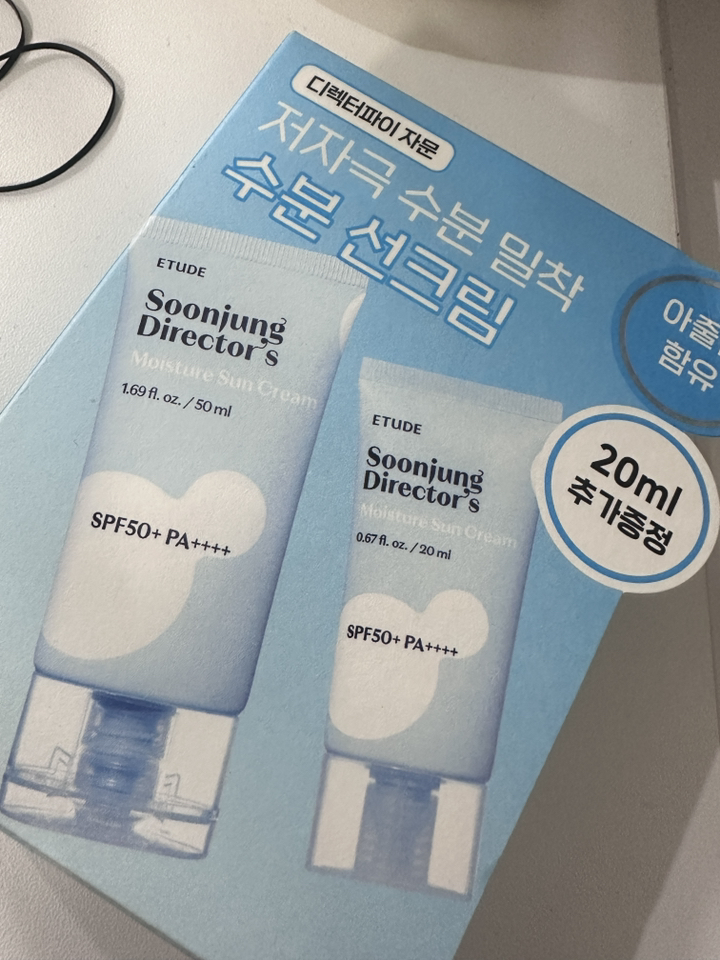 디렉터파이 자문
저자극 수분 밀착
수분 선크림
함유
20ml
추가증정
ETUDE
Soonjung
Director's
Moisture Sun Cream
1.69 fl. oz. / 50 ml
SPF50+ PA++++
ETUDE
Soonjung
Director's
Moisture Sun Cream
0.67 fl. oz. / 20 ml
SPF50+ PA++++